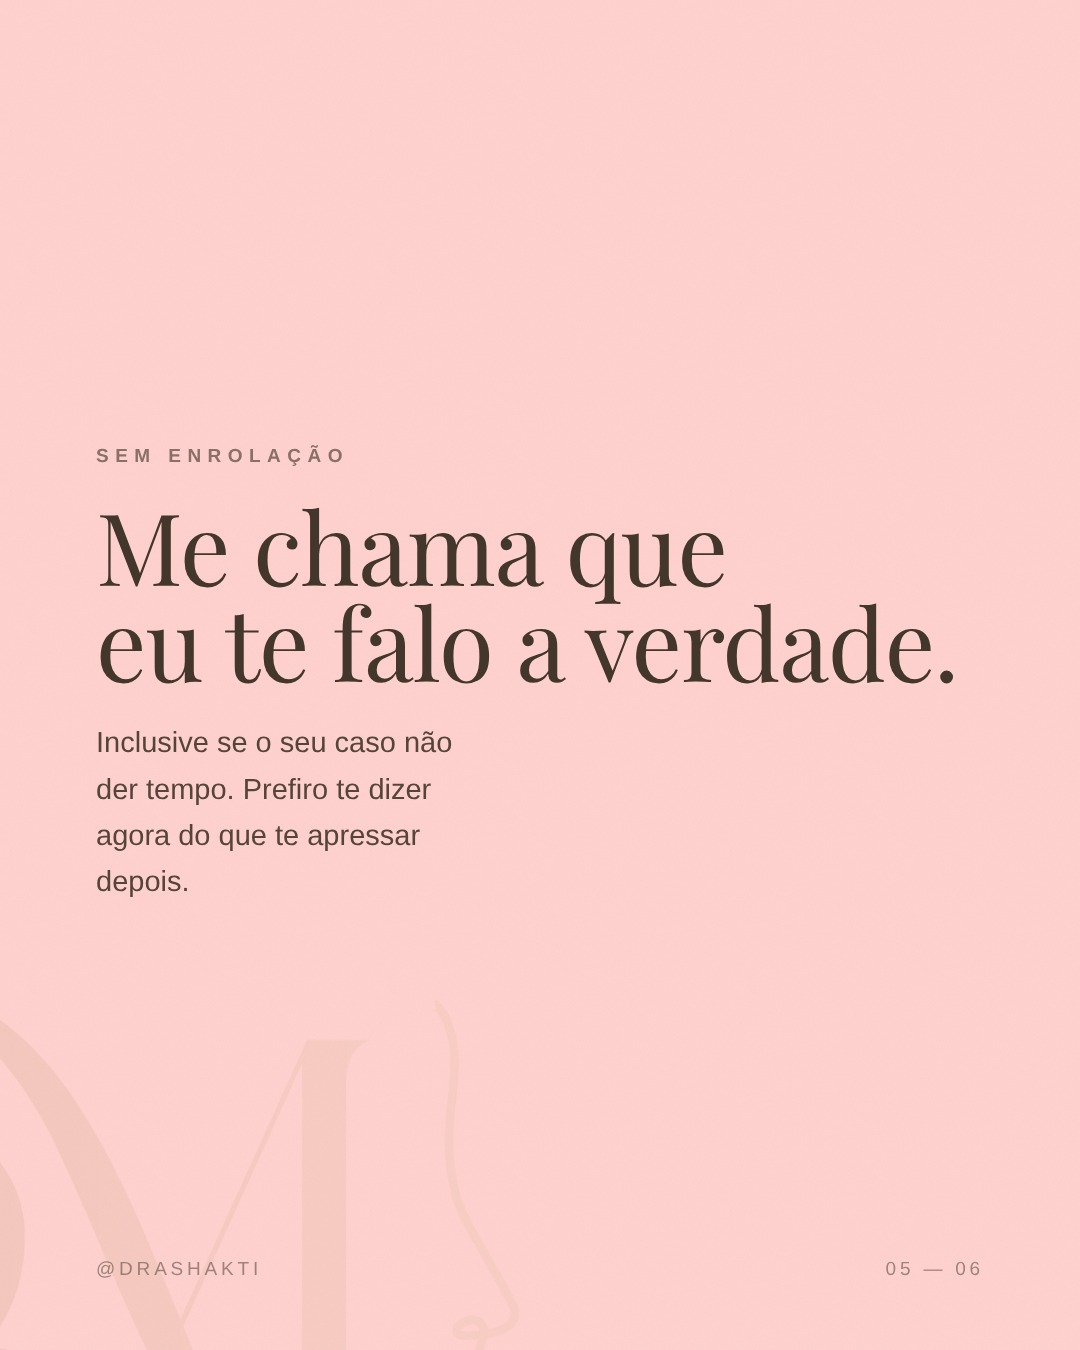 SEM ENROLAÇÃO
Me chama que
eu te falo a verdade.
Inclusive se o seu caso não
der tempo. Prefiro te dizer
agora do que te apressar
depois.
@DRASHAKTI
05 — 06